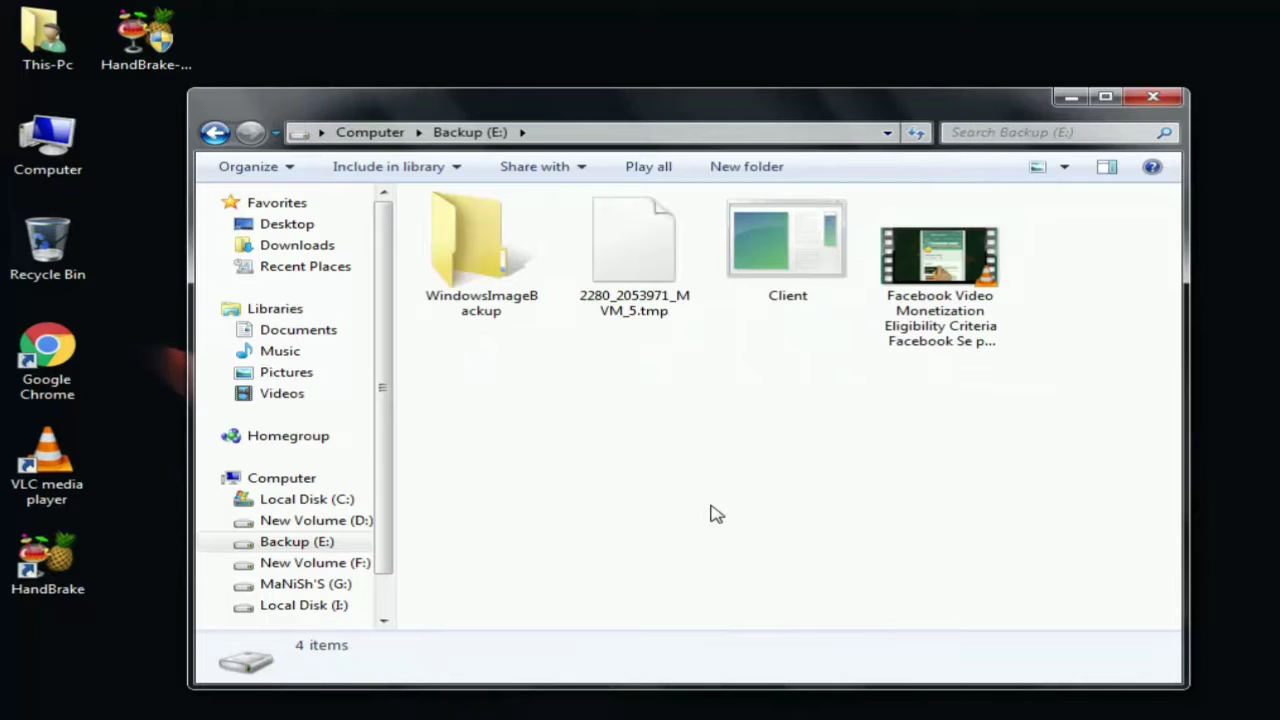 This-Pc
HandBrake-...
Computer
Recycle Bin
Google
Chrome
VLC media
player
HandBrake
Computer
Backup (E:)
Search Backup (E:)
Organize
Include in library
Share with
Play all
New folder
Favorites
Desktop
Downloads
Recent Places
Libraries
Documents
Music
Pictures
Videos
Homegroup
Computer
Local Disk (C:)
New Volume (D:)
Backup (E:)
New Volume (F:)
MaNiSh'S (G:)
Local Disk (I:)
WindowsImageB
ackup
2280_2053971_M
VM_5.tmp
Client
Facebook Video
Monetization
Eligibility Criteria
Facebook Se p...
4 items